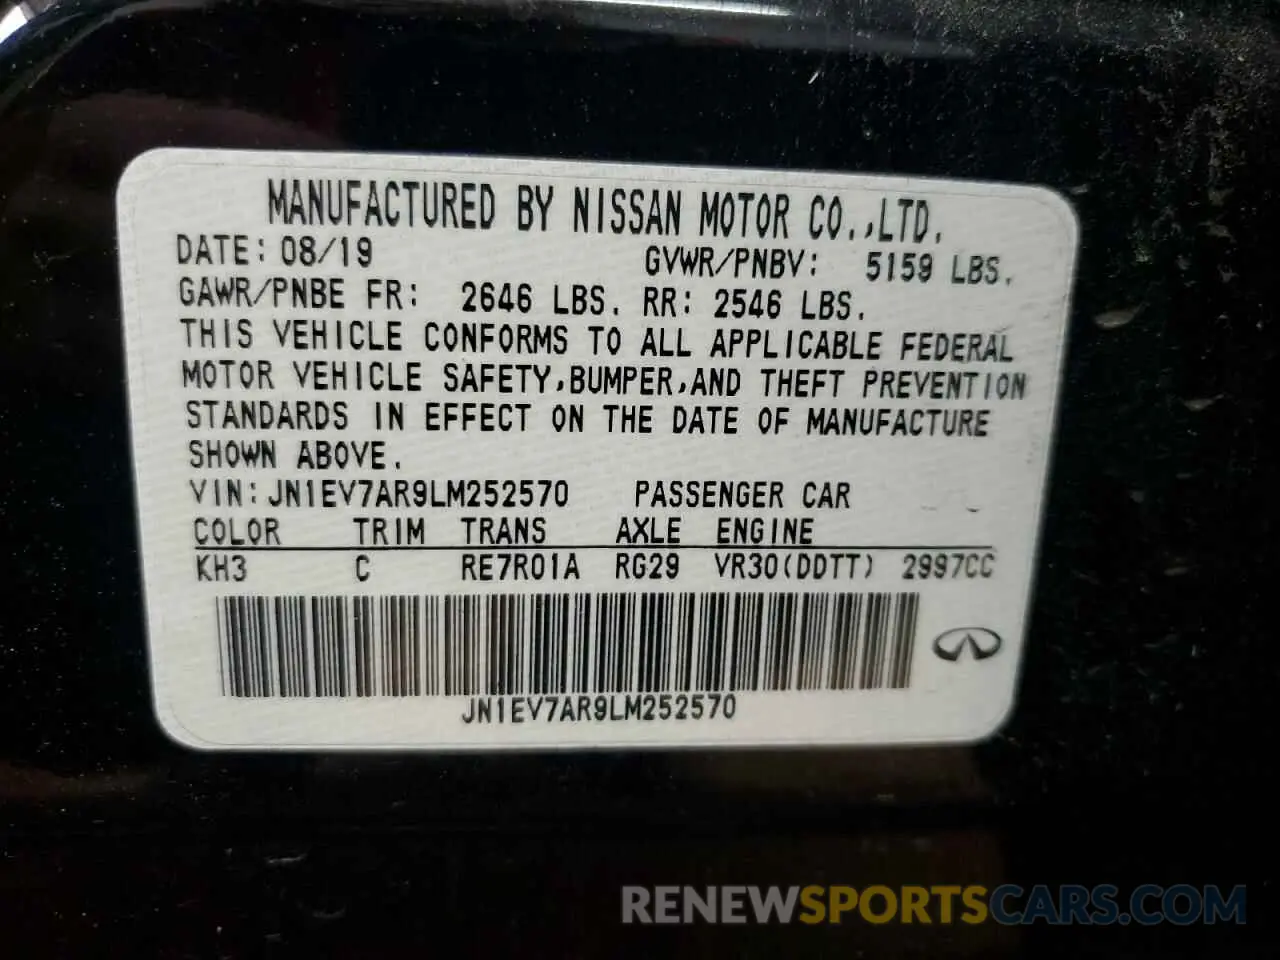 MANUFACTURED BY NISSAN MOTOR CO.,LTD.
DATE: 08/19 GVWR/PNBV: 5159 LBS.
GAWR/PNBE FR: 2646 LBS. RR: 2546 LBS.
THIS VEHICLE CONFORMS TO ALL APPLICABLE FEDERAL
MOTOR VEHICLE SAFETY,BUMPER,AND THEFT PREVENTION
STANDARDS IN EFFECT ON THE DATE OF MANUFACTURE
SHOWN ABOVE.
VIN: JN1EV7AR9LM252570 PASSENGER CAR
COLOR TRIM TRANS AXLE ENGINE
KH3 C RE7R01A RG29 VR30(DDTT) 2997CC
JN1EV7AR9LM252570
RENEWSPORTSCARS.COM